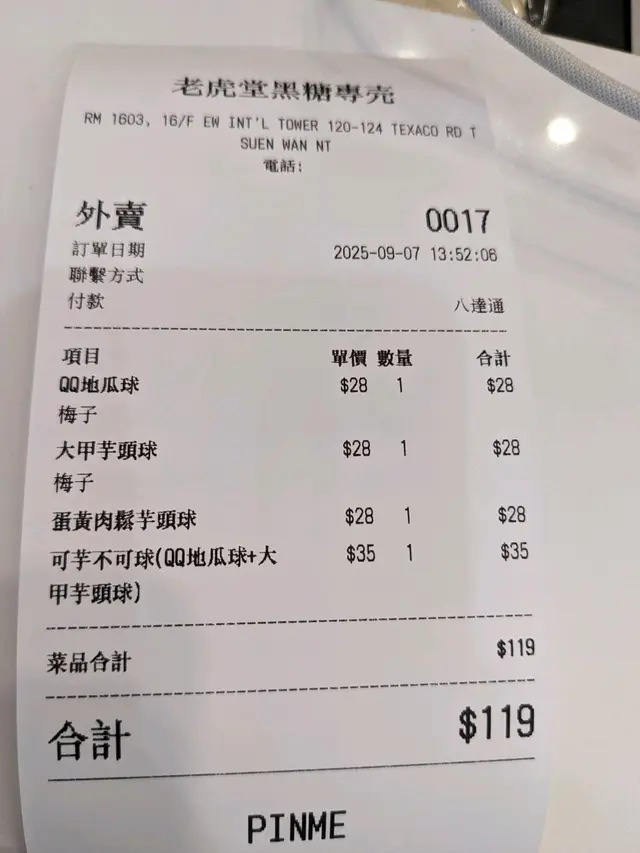 老虎堂黑糖專売
RM 1603, 16/F EW INT'L TOWER 120-124 TEXACO RD T
SUEN WAN NT
電話:
外賣 0017
訂單日期 2025-09-07 13:52:06
聯繫方式
付款 八達通
項目 單價 數量 合計
QQ地瓜球 $28 1 $28
梅子
大甲芋頭球 $28 1 $28
梅子
蛋黃肉鬆芋頭球 $28 1 $28
可芋不可球(QQ地瓜球+大 $35 1 $35
甲芋頭球)
菜品合計 $119
合計 $119
PINME